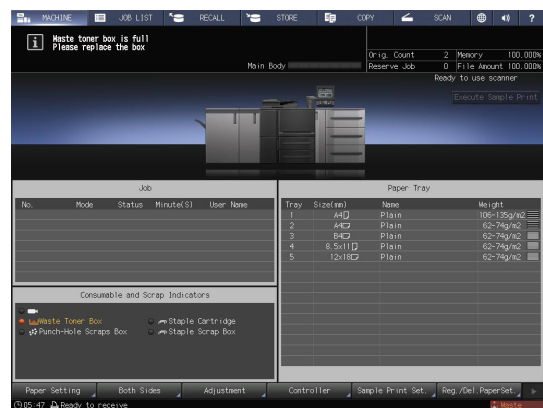 MACHINE
JOB LIST
RECALL
STORE
COPY
SCAN
?
i
Waste toner box is full
Please replace the box
Main Body
Orig. Count 2 Memory 100.000%
Reserve Job 0 File Amount 100.000%
Ready to use scanner
Execute Sample Print
Job
No. Mode Status Minute(S) User Name
Paper Tray
Tray Size(mm) Name Weight
1 A4 Plain 106-135g/m2
2 A4 Plain 62-74g/m2
3 B4 Plain 62-74g/m2
4 8.5x11 Plain 62-74g/m2
5 12x18 Plain 62-74g/m2
Consumable and Scrap Indicators
Waste Toner Box
Staple Cartridge
Punch-Hole Scraps Box
Staple Scrap Box
Paper Setting
Both Sides
Adjustment
Controller
Sample Print Set.
Reg./Del.PaperSet.
05:47 Ready to receive
Waste